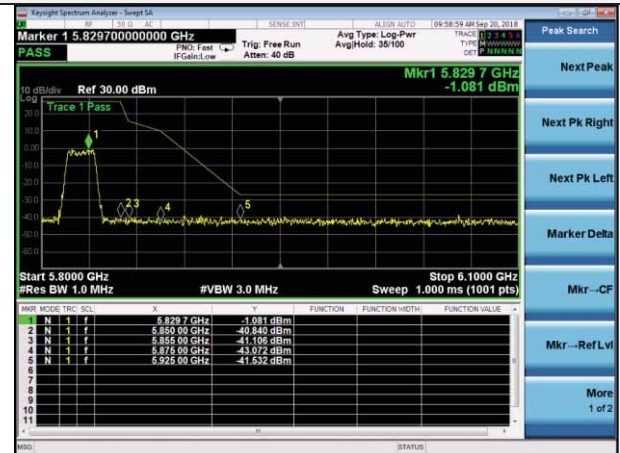 Keysight Spectrum Analyzer - Swept SA
RF 50 Ω AC SENSE:INT ALIGN AUTO 09:58:59 AM Sep 20, 2018
Marker 1 5.829700000000 GHz
Avg Type: Log-Pwr
TRACE 1 2 3 4 5 6
PASS
PNO: Fast
Trig: Free Run
Avg|Hold: 35/100
TYPE M WWWWW
IFGain:Low
Atten: 40 dB
DET P NNNNN
Peak Search
Mkr1 5.829 7 GHz
10 dB/div Ref 30.00 dBm
-1.081 dBm
Log
Trace 1 Pass
20.0
10.0
0.00
-10.0
-20.0
-30.0
-40.0
-50.0
-60.0
1
2 3 4 5
Start 5.8000 GHz
Stop 6.1000 GHz
#Res BW 1.0 MHz
#VBW 3.0 MHz
Sweep 1.000 ms (1001 pts)
MKR MODE TRC SCL X Y FUNCTION FUNCTION WIDTH FUNCTION VALUE
1 N 1 f 5.829 7 GHz -1.081 dBm
2 N 1 f 5.850 00 GHz -40.840 dBm
3 N 1 f 5.855 00 GHz -41.106 dBm
4 N 1 f 5.875 00 GHz -43.072 dBm
5 N 1 f 5.925 00 GHz -41.532 dBm
6
7
8
9
10
11
MSG
STATUS
Next Peak
Next Pk Right
Next Pk Left
Marker Delta
Mkr→CF
Mkr→Ref Lvl
More
1 of 2